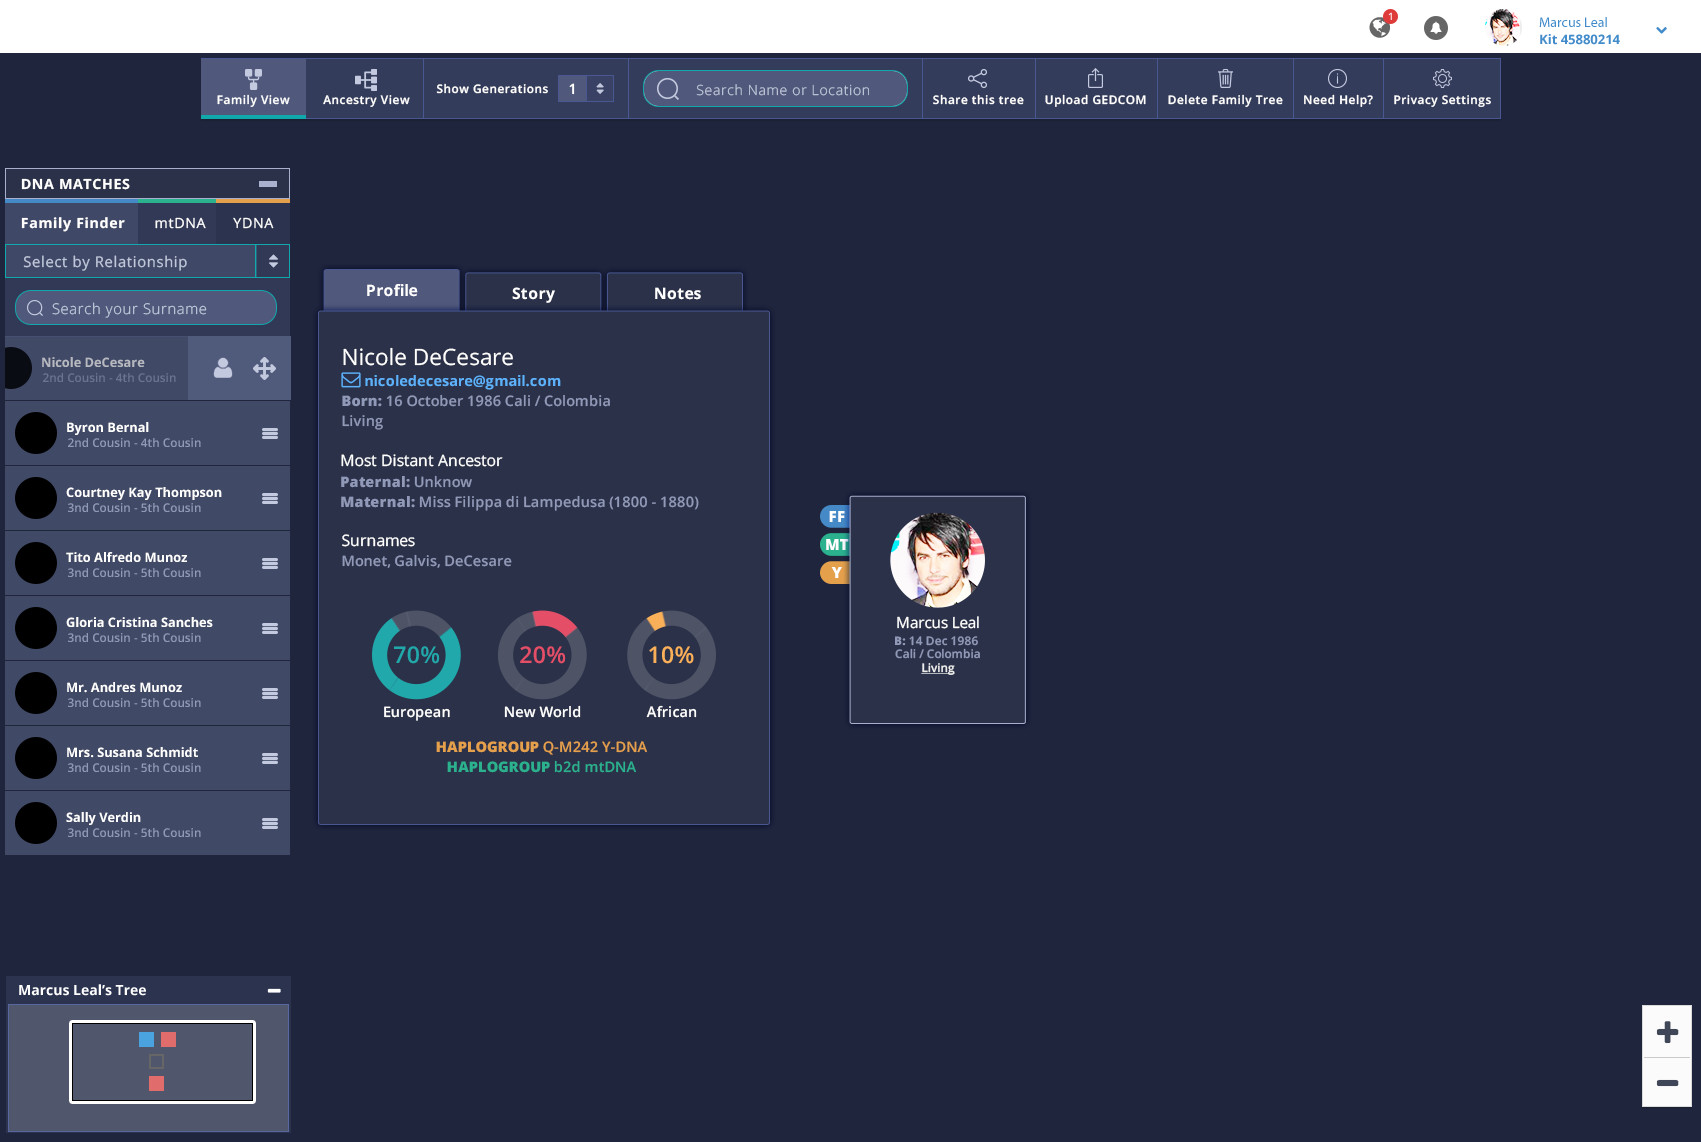 1
Marcus Leal
Kit 45880214
Family View
Ancestry View
Show Generations
1
Search Name or Location
Share this tree
Upload GEDCOM
Delete Family Tree
Need Help?
Privacy Settings
DNA MATCHES
Family Finder
mtDNA
YDNA
Select by Relationship
Search your Surname
Nicole DeCesare
2nd Cousin - 4th Cousin
Byron Bernal
2nd Cousin - 4th Cousin
Courtney Kay Thompson
3nd Cousin - 5th Cousin
Tito Alfredo Munoz
3nd Cousin - 5th Cousin
Gloria Cristina Sanches
3nd Cousin - 5th Cousin
Mr. Andres Munoz
3nd Cousin - 5th Cousin
Mrs. Susana Schmidt
3nd Cousin - 5th Cousin
Sally Verdin
3nd Cousin - 5th Cousin
Profile
Story
Notes
Nicole DeCesare
nicoledecesare@gmail.com
Born: 16 October 1986 Cali / Colombia
Living
Most Distant Ancestor
Paternal: Unknow
Maternal: Miss Filippa di Lampedusa (1800 - 1880)
Surnames
Monet, Galvis, DeCesare
70%
20%
10%
European
New World
African
HAPLOGROUP Q-M242 Y-DNA
HAPLOGROUP b2d mtDNA
FF
MT
Y
Marcus Leal
B: 14 Dec 1986
Cali / Colombia
Living
Marcus Leal's Tree